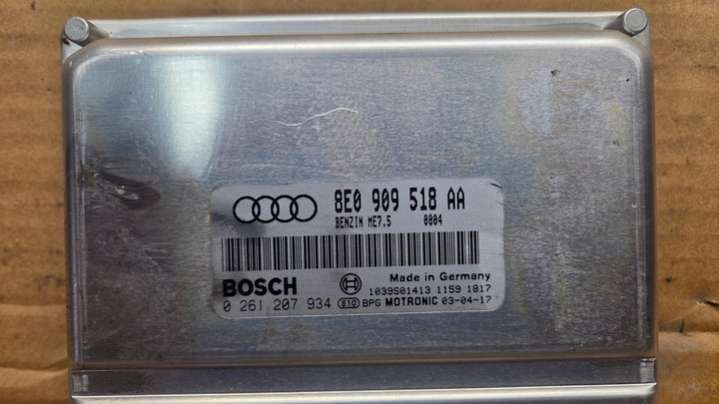 8E0 909 518 AA
BENZIN ME7.5 0004
BOSCH
Made in Germany
1039S01413 1159 1817
0 261 207 934 e10 BPG MOTRONIC 03-04-17